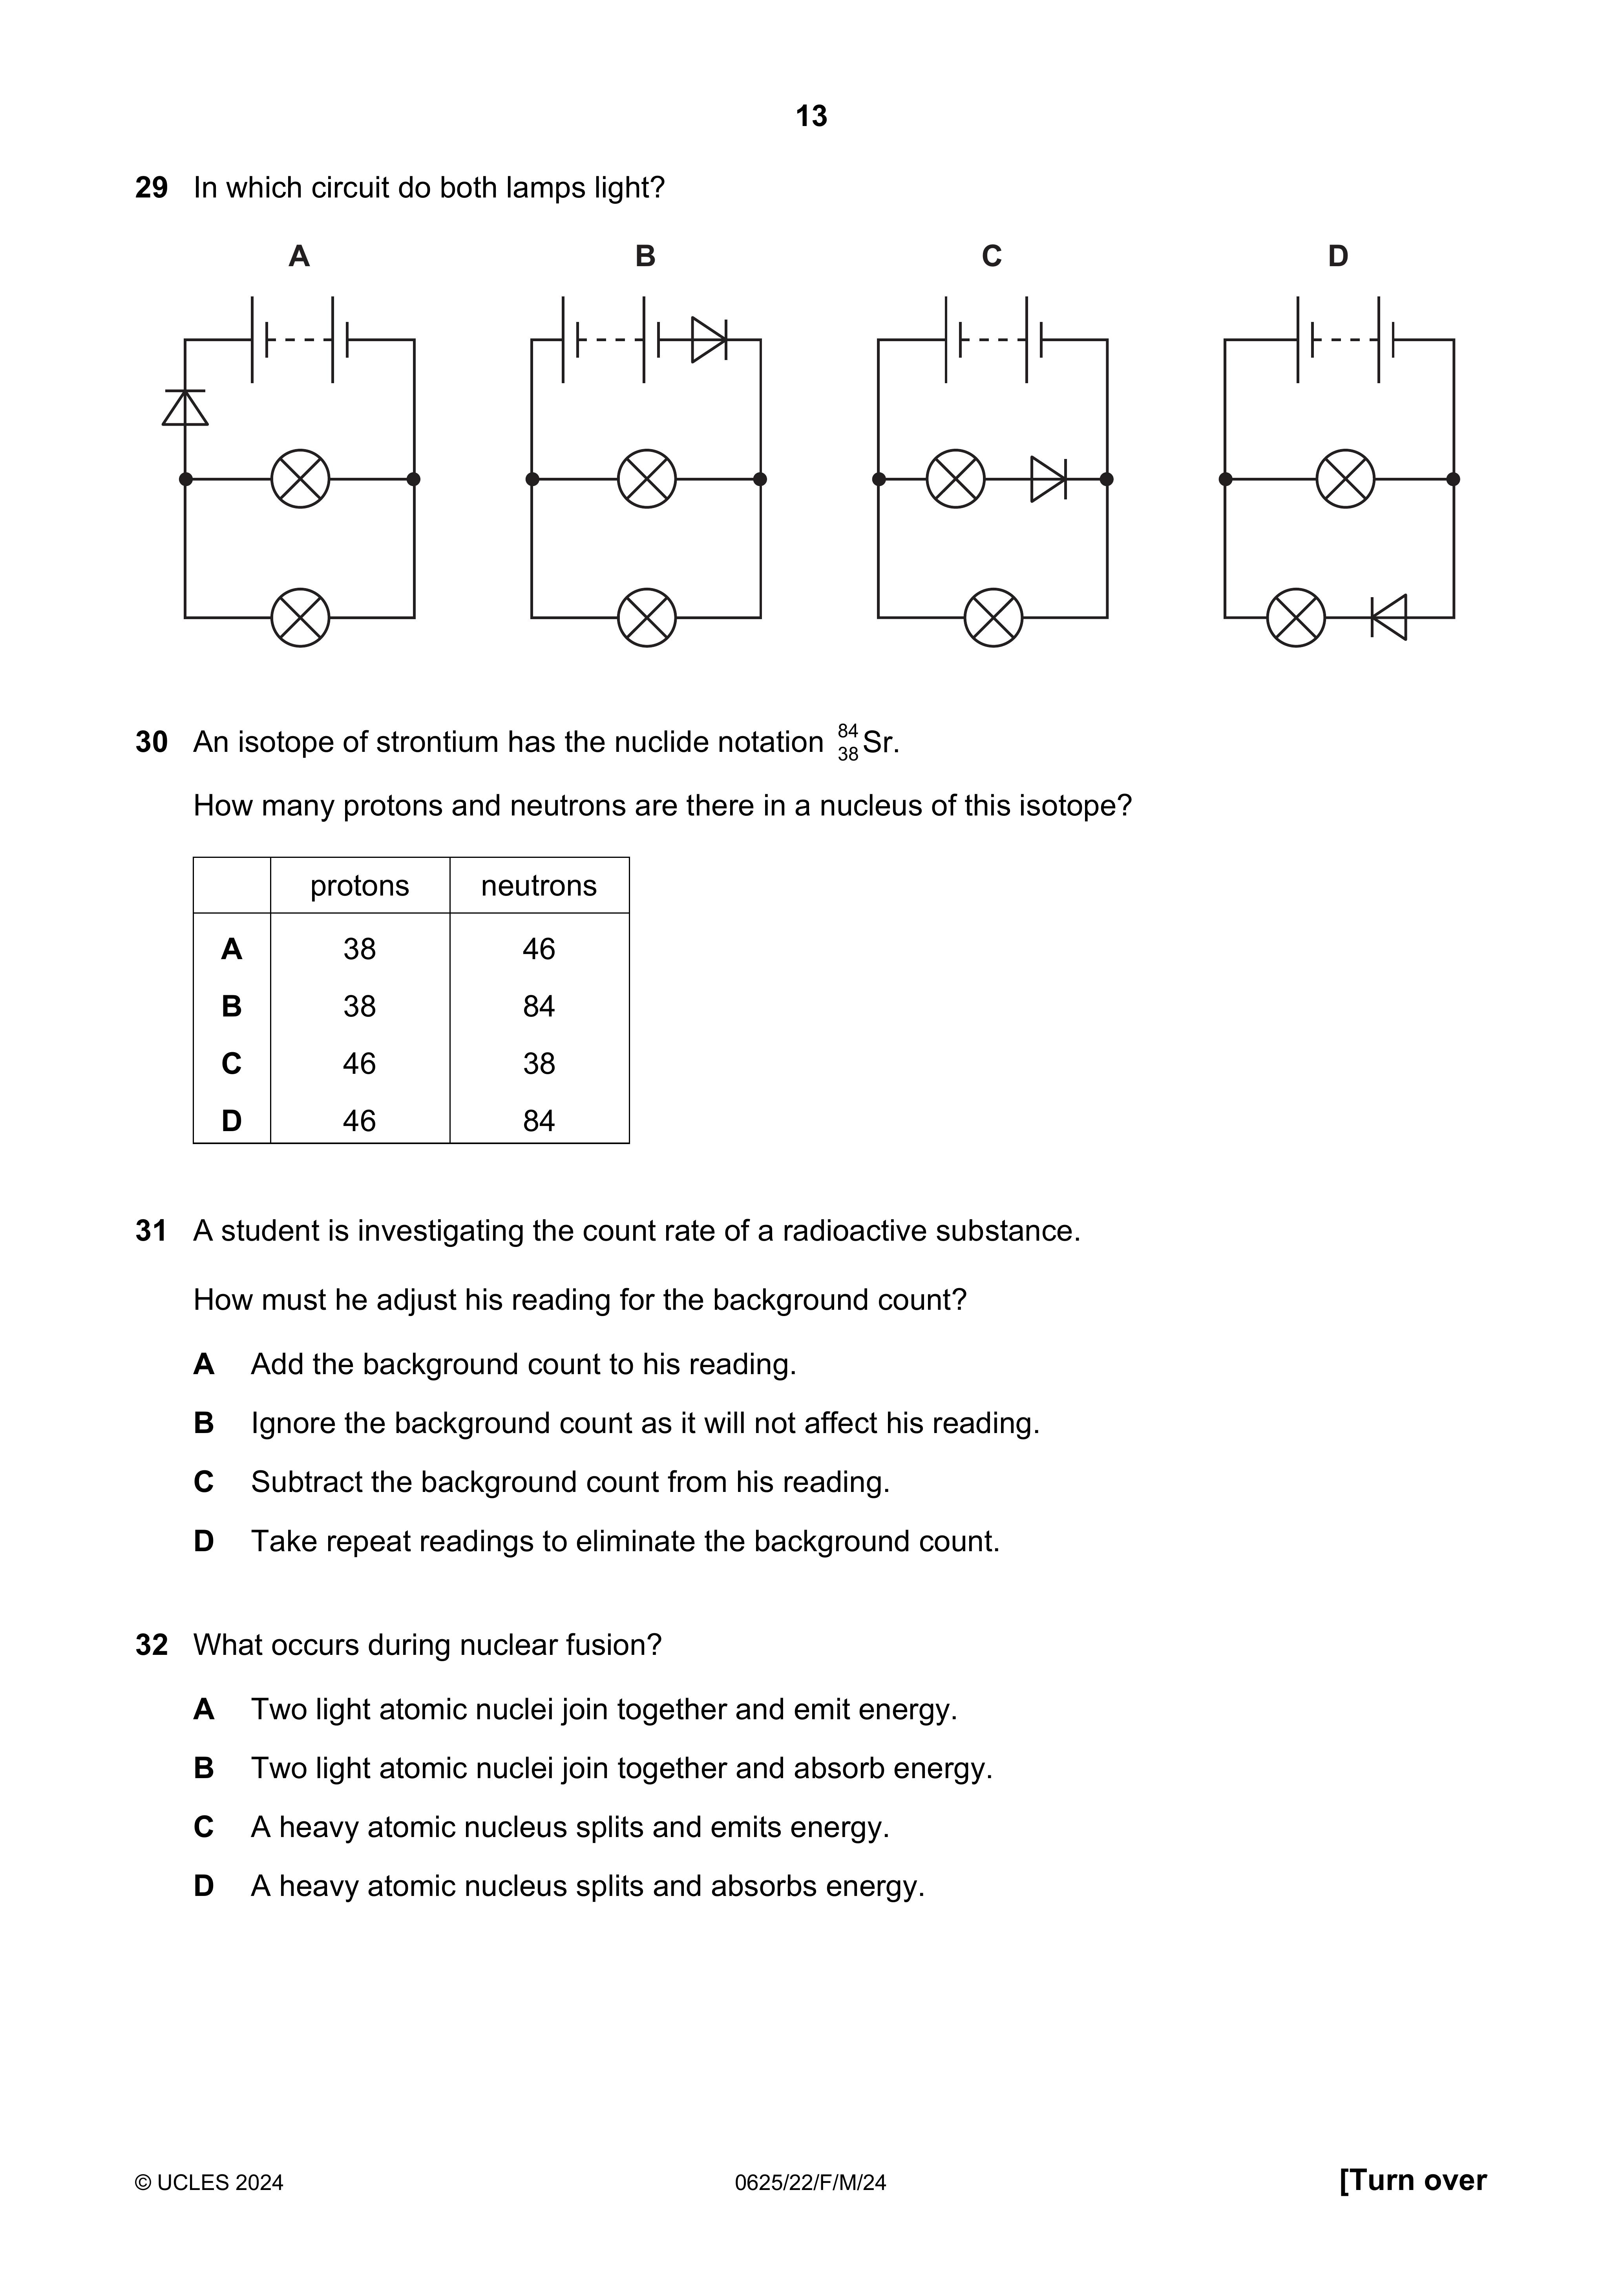 13
29 In which circuit do both lamps light?
A B C D
30 An isotope of strontium has the nuclide notation ⁸⁴₃₈Sr.
How many protons and neutrons are there in a nucleus of this isotope?
protons neutrons
A 38 46
B 38 84
C 46 38
D 46 84
31 A student is investigating the count rate of a radioactive substance.
How must he adjust his reading for the background count?
A Add the background count to his reading.
B Ignore the background count as it will not affect his reading.
C Subtract the background count from his reading.
D Take repeat readings to eliminate the background count.
32 What occurs during nuclear fusion?
A Two light atomic nuclei join together and emit energy.
B Two light atomic nuclei join together and absorb energy.
C A heavy atomic nucleus splits and emits energy.
D A heavy atomic nucleus splits and absorbs energy.
© UCLES 2024 0625/22/F/M/24 [Turn over